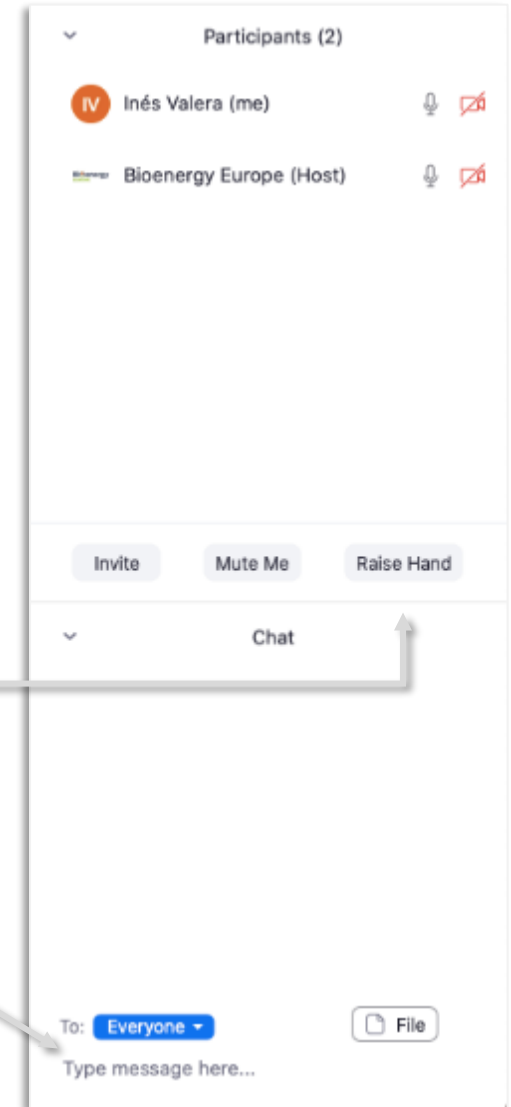 Participants (2)
IV Inés Valera (me)
Bioenergy Europe (Host)
Invite Mute Me Raise Hand
Chat
To: Everyone File
Type message here...